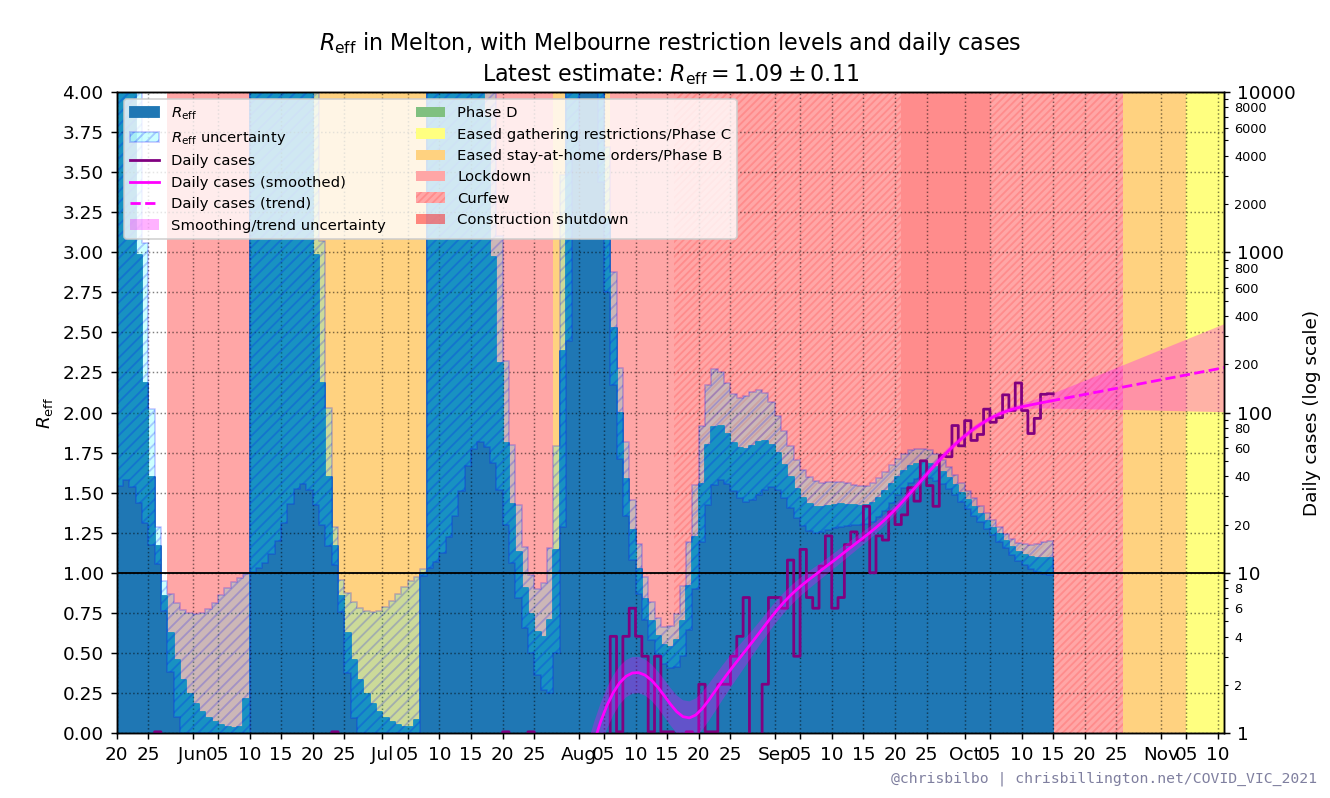 R_eff in Melton, with Melbourne restriction levels and daily cases
Latest estimate: R_eff = 1.09 ± 0.11
R_eff
R_eff uncertainty
Daily cases
Daily cases (smoothed)
Daily cases (trend)
Smoothing/trend uncertainty
Phase D
Eased gathering restrictions/Phase C
Eased stay-at-home orders/Phase B
Lockdown
Curfew
Construction shutdown
R_eff
4.00
3.75
3.50
3.25
3.00
2.75
2.50
2.25
2.00
1.75
1.50
1.25
1.00
0.75
0.50
0.25
0.00
10000
8000
6000
4000
2000
1000
800
600
400
200
100
80
60
40
20
10
8
6
4
2
1
Daily cases (log scale)
20 25 Jun 05 10 15 20 25 Jul 05 10 15 20 25 Aug 05 10 15 20 25 Sep 05 10 15 20 25 Oct 05 10 15 20 25 Nov 05 10
@chrisbilbo | chrisbillington.net/COVID_VIC_2021